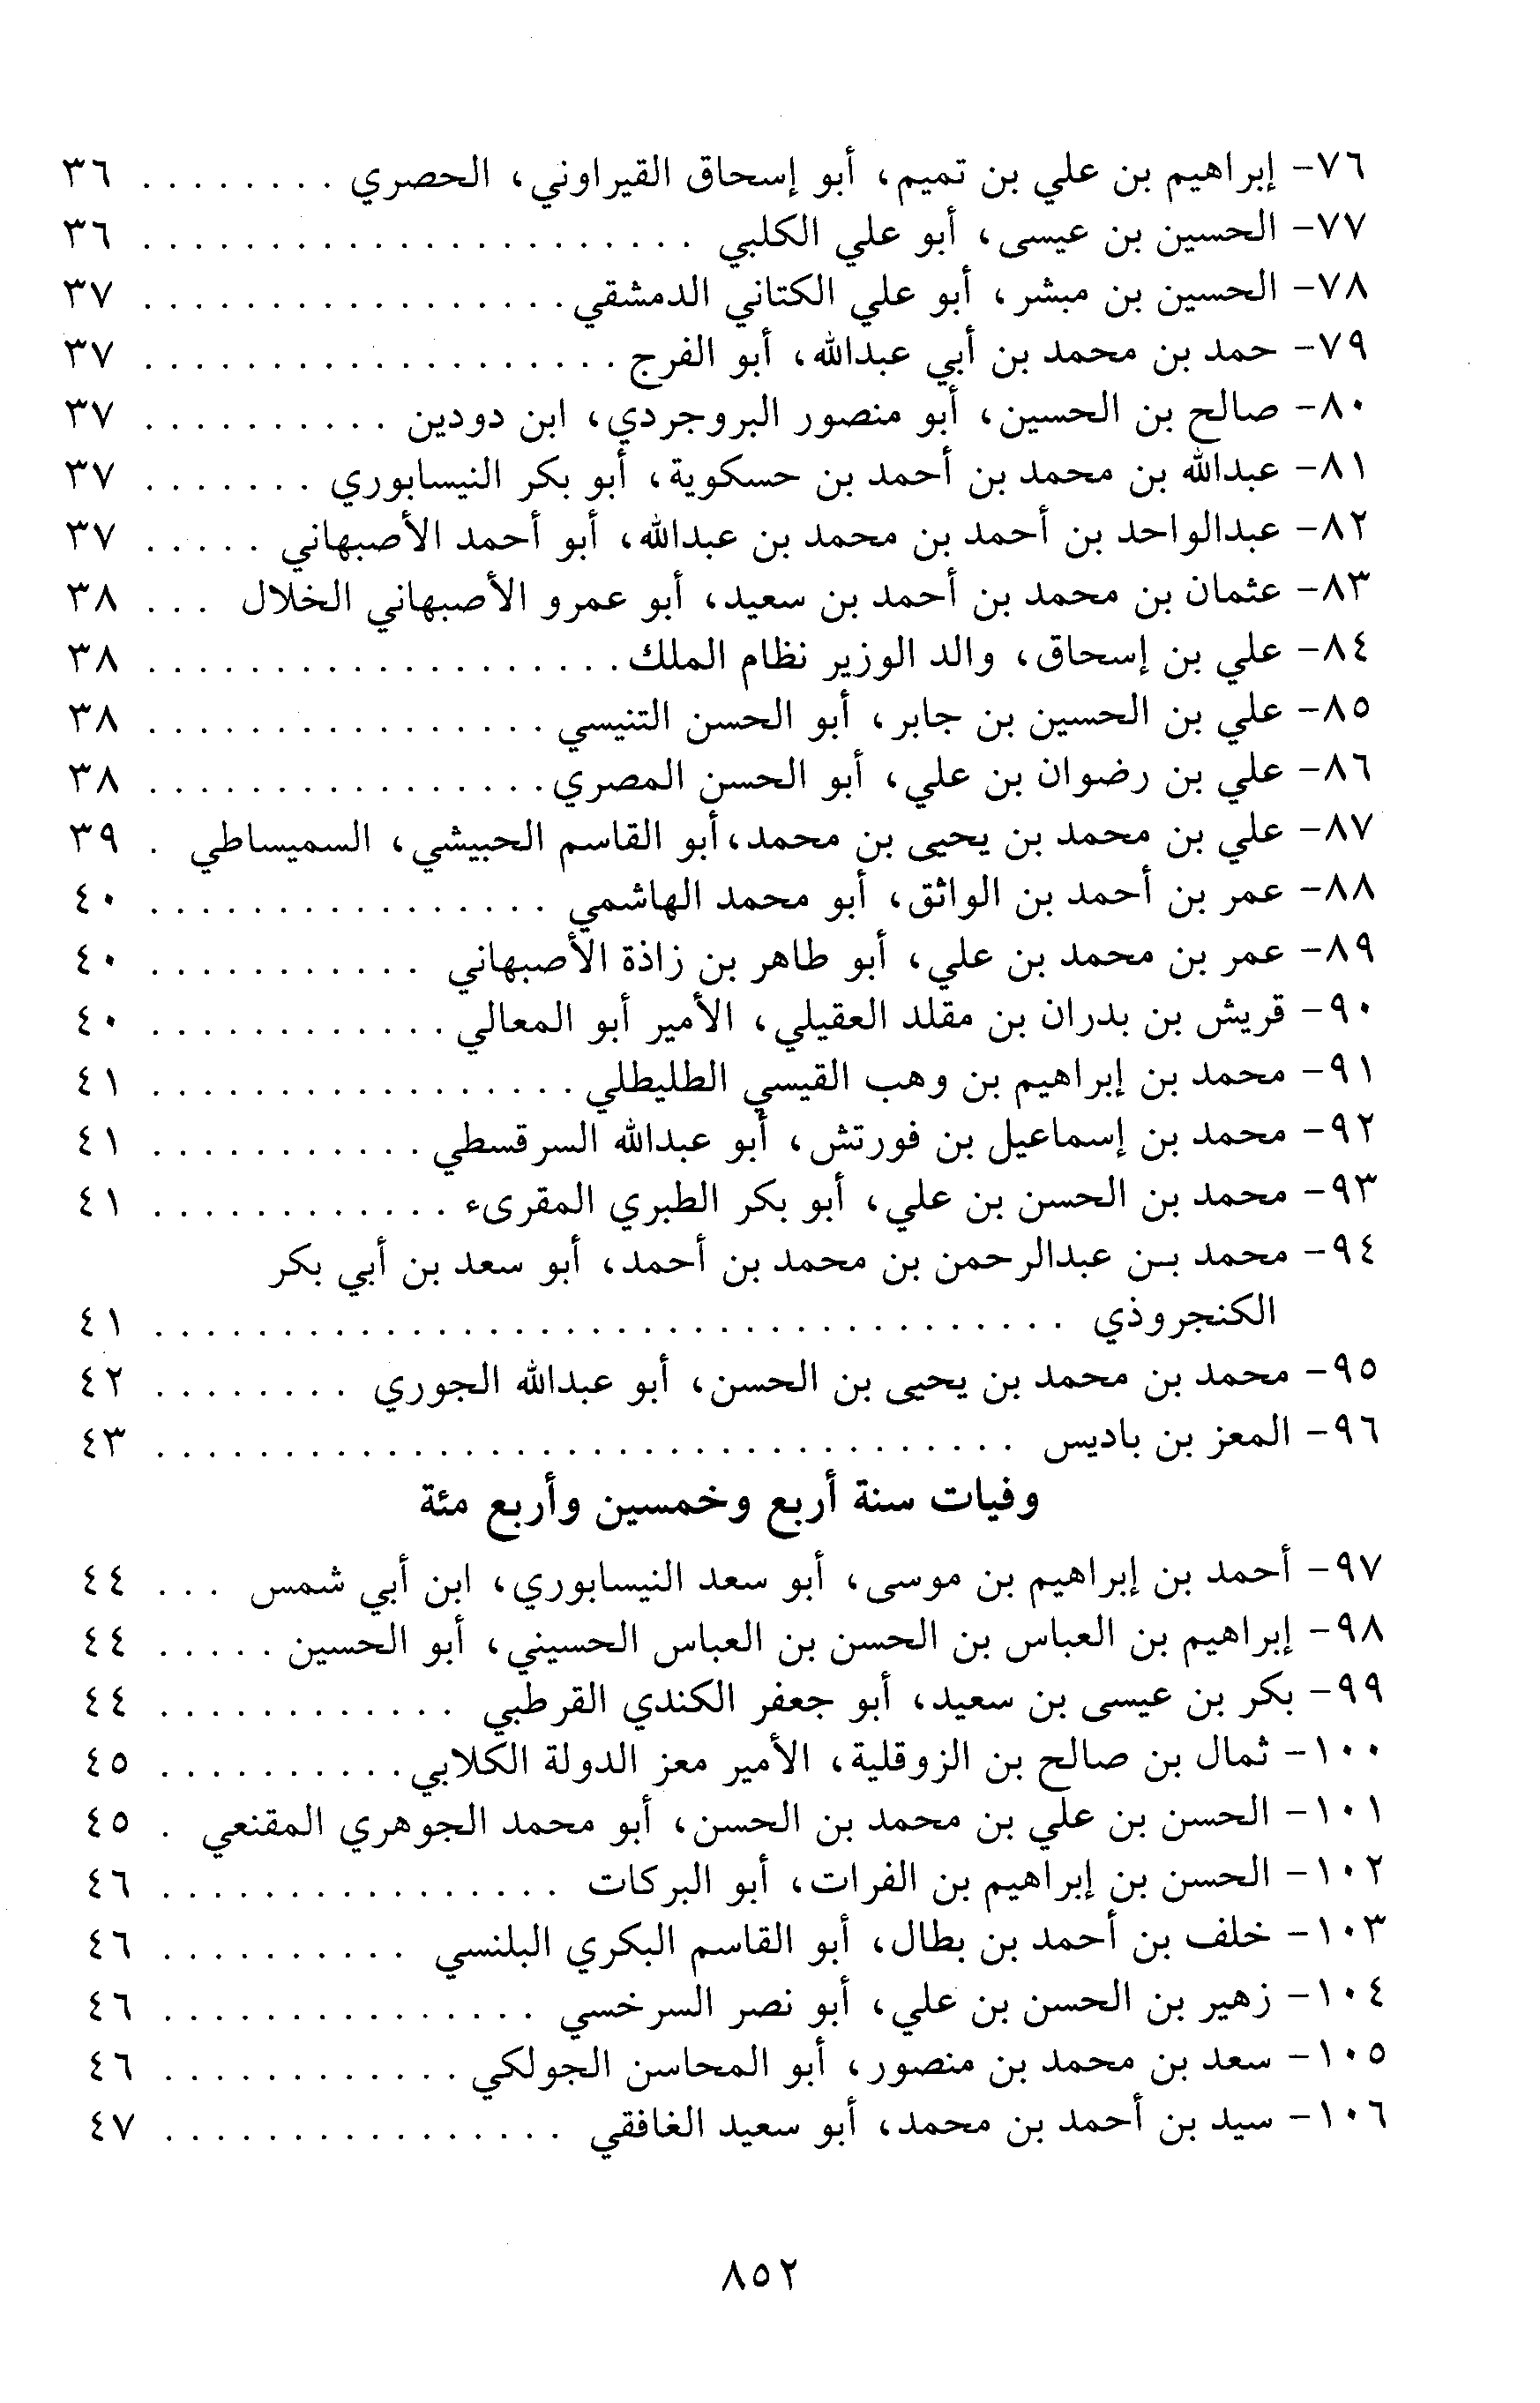 ٧٦- إبراهيم بن علي بن تميم، أبو إسحاق القيراوني، الحصري . . . . . . . . ٣٦
٧٧- الحسين بن عيسى، أبو علي الكلبي . . . . . . . . . . . . . . . . . . . . . . ٣٦
٧٨- الحسين بن مبشر، أبو علي الكتاني الدمشقي . . . . . . . . . . . . . . . . . ٣٧
٧٩- حمد بن محمد بن أبي عبدالله، أبو الفرج . . . . . . . . . . . . . . . . . . . ٣٧
٨٠- صالح بن الحسين، أبو منصور البروجردي، ابن دودين . . . . . . . . . . ٣٧
٨١- عبدالله بن محمد بن أحمد بن حسكوية، أبو بكر النيسابوري . . . . . . . ٣٧
٨٢- عبدالواحد بن أحمد بن محمد بن عبدالله، أبو أحمد الأصبهاني . . . . . ٣٧
٨٣- عثمان بن محمد بن أحمد بن سعيد، أبو عمرو الأصبهاني الخلال . . . ٣٨
٨٤- علي بن إسحاق، والد الوزير نظام الملك . . . . . . . . . . . . . . . . . . . ٣٨
٨٥- علي بن الحسين بن جابر، أبو الحسن التنيسي . . . . . . . . . . . . . . . . ٣٨
٨٦- علي بن رضوان بن علي، أبو الحسن المصري . . . . . . . . . . . . . . . . ٣٨
٨٧- علي بن محمد بن يحيى بن محمد،أبو القاسم الحبيشي، السميساطي . ٣٩
٨٨- عمر بن أحمد بن الواثق، أبو محمد الهاشمي . . . . . . . . . . . . . . . . ٤٠
٨٩- عمر بن محمد بن علي، أبو طاهر بن زاذة الأصبهاني . . . . . . . . . . . ٤٠
٩٠- قريش بن بدران بن مقلد العقيلي، الأمير أبو المعالي . . . . . . . . . . . . ٤٠
٩١- محمد بن إبراهيم بن وهب القيسي الطليطلي . . . . . . . . . . . . . . . . . ٤١
٩٢- محمد بن إسماعيل بن فورتش، أبو عبدالله السرقسطي . . . . . . . . . . . ٤١
٩٣- محمد بن الحسن بن علي، أبو بكر الطبري المقرىء . . . . . . . . . . . . ٤١
٩٤- محمد بـن عبدالرحمن بن محمد بن أحمد، أبو سعد بن أبي بكر
الكنجروذي . . . . . . . . . . . . . . . . . . . . . . . . . . . . . . . . . . . . ٤١
٩٥- محمد بن محمد بن يحيى بن الحسن، أبو عبدالله الجوري . . . . . . . . ٤٢
٩٦- المعز بن باديس . . . . . . . . . . . . . . . . . . . . . . . . . . . . . . . . . . ٤٣
وفيات سنة أربع وخمسين وأربع مئة
٩٧- أحمد بن إبراهيم بن موسى، أبو سعد النيسابوري، ابن أبي شمس . . . ٤٤
٩٨- إبراهيم بن العباس بن الحسن بن العباس الحسيني، أبو الحسين . . . . . ٤٤
٩٩- بكر بن عيسى بن سعيد، أبو جعفر الكندي القرطبي . . . . . . . . . . . . ٤٤
١٠٠- ثمال بن صالح بن الزوقلية، الأمير معز الدولة الكلابي . . . . . . . . . . ٤٥
١٠١- الحسن بن علي بن محمد بن الحسن، أبو محمد الجوهري المقنعي . ٤٥
١٠٢- الحسن بن إبراهيم بن الفرات، أبو البركات . . . . . . . . . . . . . . . . ٤٦
١٠٣- خلف بن أحمد بن بطال، أبو القاسم البكري البلنسي . . . . . . . . . . ٤٦
١٠٤- زهير بن الحسن بن علي، أبو نصر السرخسي . . . . . . . . . . . . . . . ٤٦
١٠٥- سعد بن محمد بن منصور، أبو المحاسن الجولكي . . . . . . . . . . . . ٤٦
١٠٦- سيد بن أحمد بن محمد، أبو سعيد الغافقي . . . . . . . . . . . . . . . . ٤٧
٨٥٢